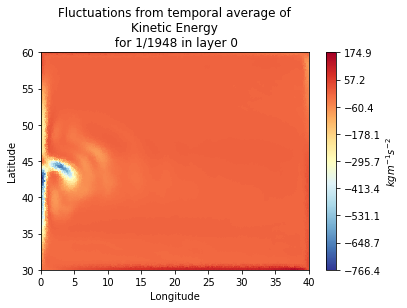 Fluctuations from temporal average of
Kinetic Energy
for 1/1948 in layer 0
60
55
50
45
40
35
30
Latitude
0 5 10 15 20 25 30 35 40
Longitude
174.9
57.2
−60.4
−178.1
−295.7
−413.4
−531.1
−648.7
−766.4
kgm⁻¹s⁻²